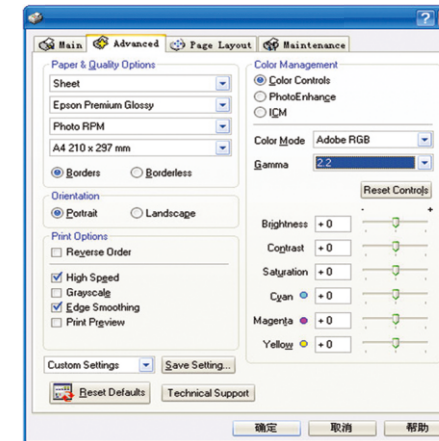 Main
Advanced
Page Layout
Maintenance
Paper & Quality Options
Sheet
Epson Premium Glossy
Photo RPM
A4 210 x 297 mm
Borders
Borderless
Orientation
Portrait
Landscape
Print Options
Reverse Order
High Speed
Grayscale
Edge Smoothing
Print Preview
Custom Settings
Save Setting...
Reset Defaults
Technical Support
Color Management
Color Controls
PhotoEnhance
ICM
Color Mode
Adobe RGB
Gamma
2.2
Reset Controls
- +
Brightness + 0
Contrast + 0
Saturation + 0
Cyan + 0
Magenta + 0
Yellow + 0
确定
取消
帮助